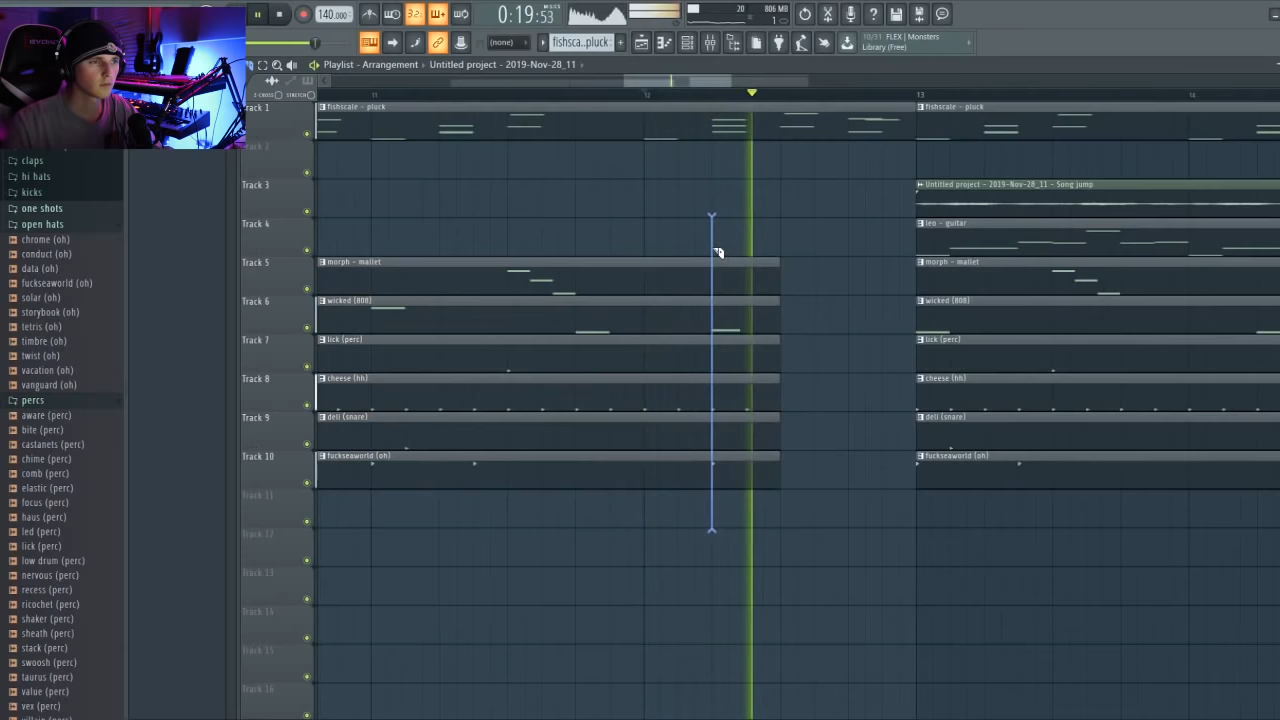 140.000
0:19:53
20
806 MB
1
(none)
fishsca..pluck
10/31 FLEX | Monsters
Library (Free)
Playlist - Arrangement › Untitled project - 2019-Nov-28_11
Z-CROSS
STRETCH
11
12
13
14
claps
hi hats
kicks
one shots
open hats
chrome (oh)
conduct (oh)
data (oh)
fuckseaworld (oh)
solar (oh)
storybook (oh)
tetris (oh)
timbre (oh)
twist (oh)
vacation (oh)
vanguard (oh)
percs
aware (perc)
bite (perc)
castanets (perc)
chime (perc)
comb (perc)
elastic (perc)
focus (perc)
haus (perc)
led (perc)
lick (perc)
low drum (perc)
nervous (perc)
recess (perc)
ricochet (perc)
shaker (perc)
sheath (perc)
stack (perc)
swoosh (perc)
taurus (perc)
value (perc)
vex (perc)
rack 1
fishscale - pluck
fishscale - pluck
Track 2
Track 3
Untitled project - 2019-Nov-28_11 - Song jump
Track 4
leo - guitar
Track 5
morph - mallet
morph - mallet
Track 6
wicked (808)
wicked (808)
Track 7
lick (perc)
lick (perc)
Track 8
cheese (hh)
cheese (hh)
Track 9
deli (snare)
deli (snare)
Track 10
fuckseaworld (oh)
fuckseaworld (oh)
Track 11
Track 12
Track 13
Track 14
Track 15
Track 16